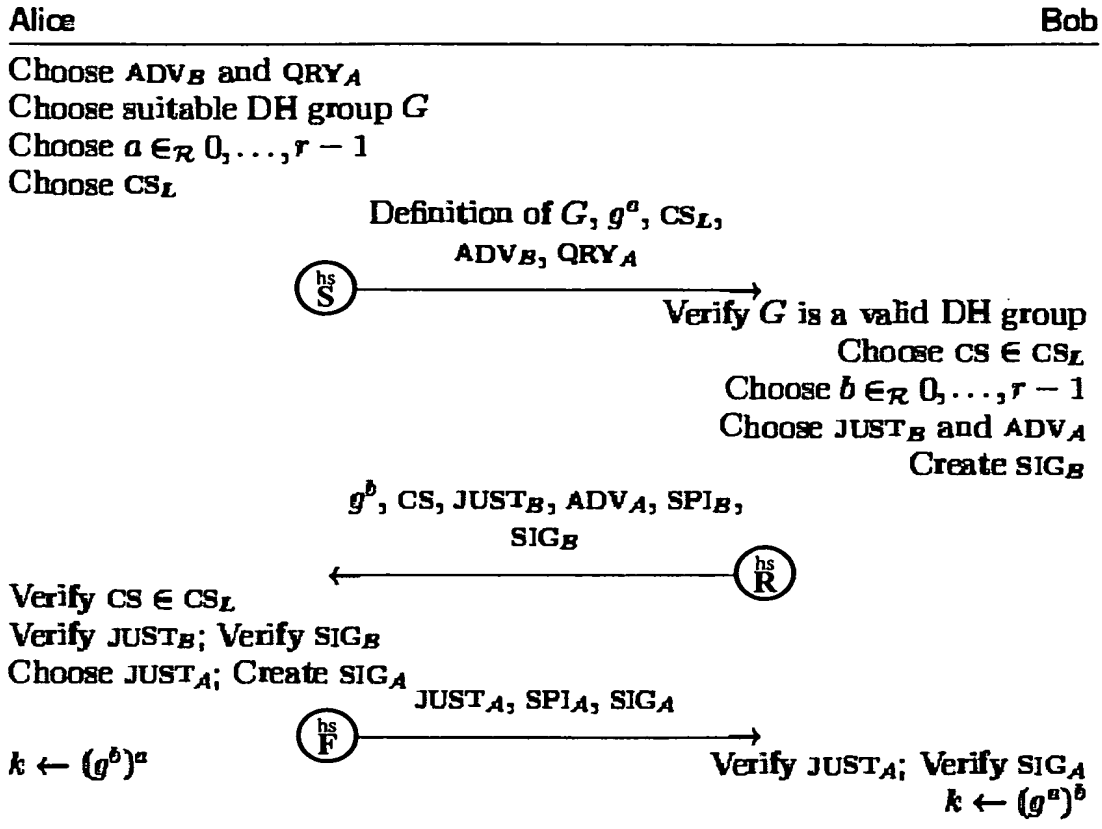 Alice Bob
Choose ADV_B and QRY_A
Choose suitable DH group G
Choose a ∈_R 0, . . . , r − 1
Choose CS_L
Definition of G, g^a, CS_L,
ADV_B, QRY_A
hs
S
Verify G is a valid DH group
Choose CS ∈ CS_L
Choose b ∈_R 0, . . . , r − 1
Choose JUST_B and ADV_A
Create SIG_B
g^b, CS, JUST_B, ADV_A, SPI_B,
SIG_B
hs
R
Verify CS ∈ CS_L
Verify JUST_B; Verify SIG_B
Choose JUST_A; Create SIG_A
JUST_A, SPI_A, SIG_A
hs
F
k ← (g^b)^a
Verify JUST_A; Verify SIG_A
k ← (g^a)^b